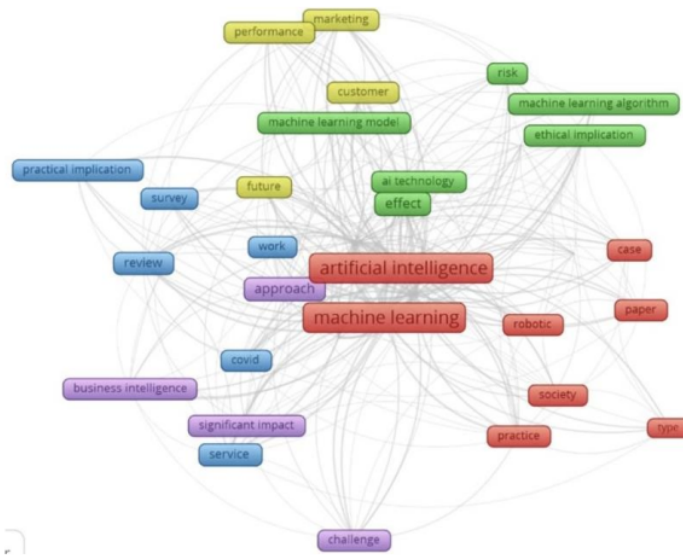 marketing
performance
risk
customer
machine learning algorithm
machine learning model
ethical implication
practical implication
ai technology
survey
future
effect
work
case
review
artificial intelligence
approach
paper
machine learning
robotic
covid
business intelligence
society
significant impact
type
practice
service
challenge